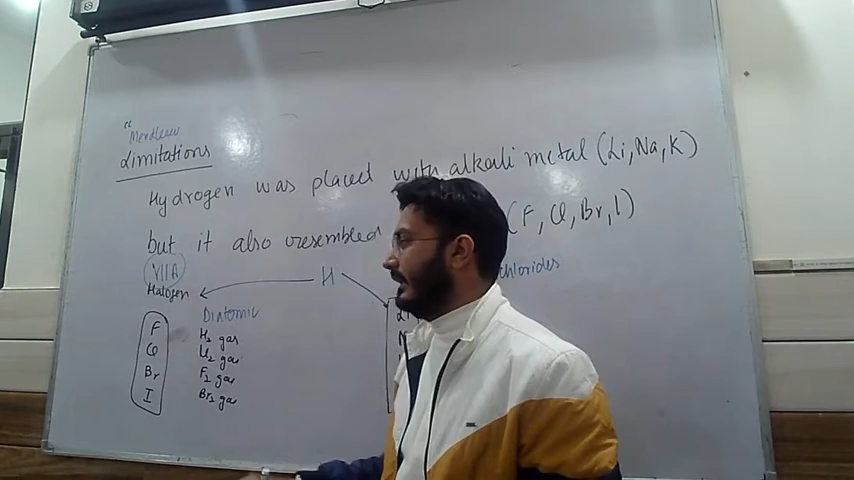 "Mendleev
Limitations
Hydrogen was placed with alkali metal (Li, Na, K)
but it also resembled (F, Cl, Br, I)
VIIA
Halogen
H
chlorides
Diatomic
F
Cl
Br
I
H2 gas
Cl2 gas
F2 gas
Br2 gas